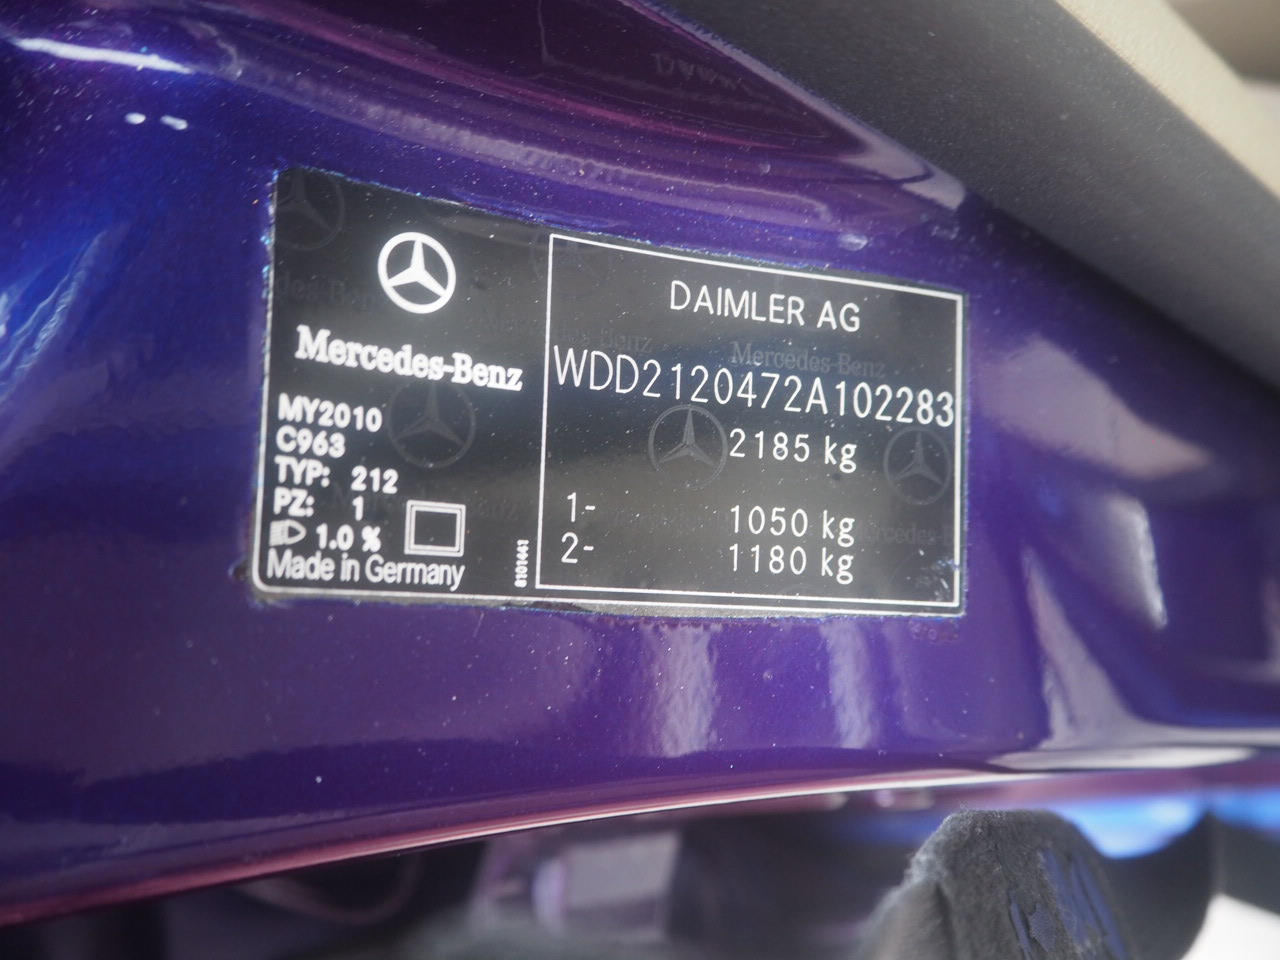 Mercedes-Benz
MY2010
C963
TYP: 212
PZ: 1
1.0 %
Made in Germany
8101441
DAIMLER AG
WDD2120472A102283
2185 kg
1- 1050 kg
2- 1180 kg